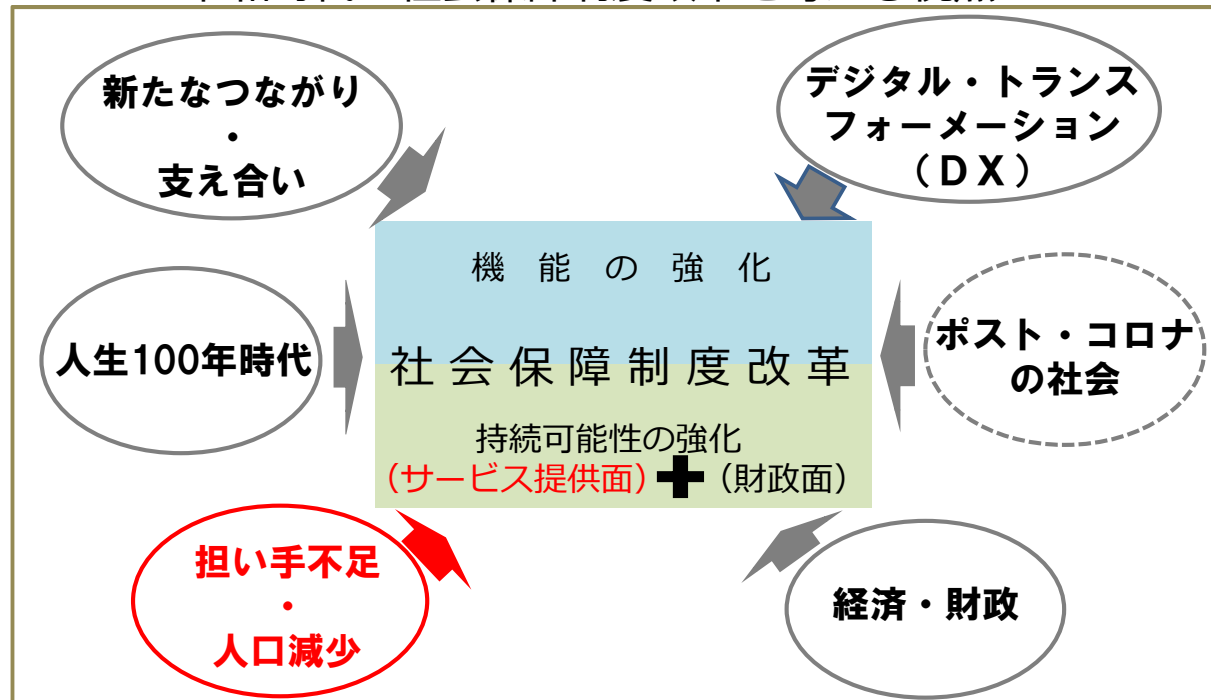 新たなつながり
・
支え合い
デジタル・トランス
フォーメーション
(DX)
機能の強化
人生100年時代
社会保障制度改革
ポスト・コロナ
の社会
持続可能性の強化
(サービス提供面)+(財政面)
担い手不足
・
人口減少
経済・財政